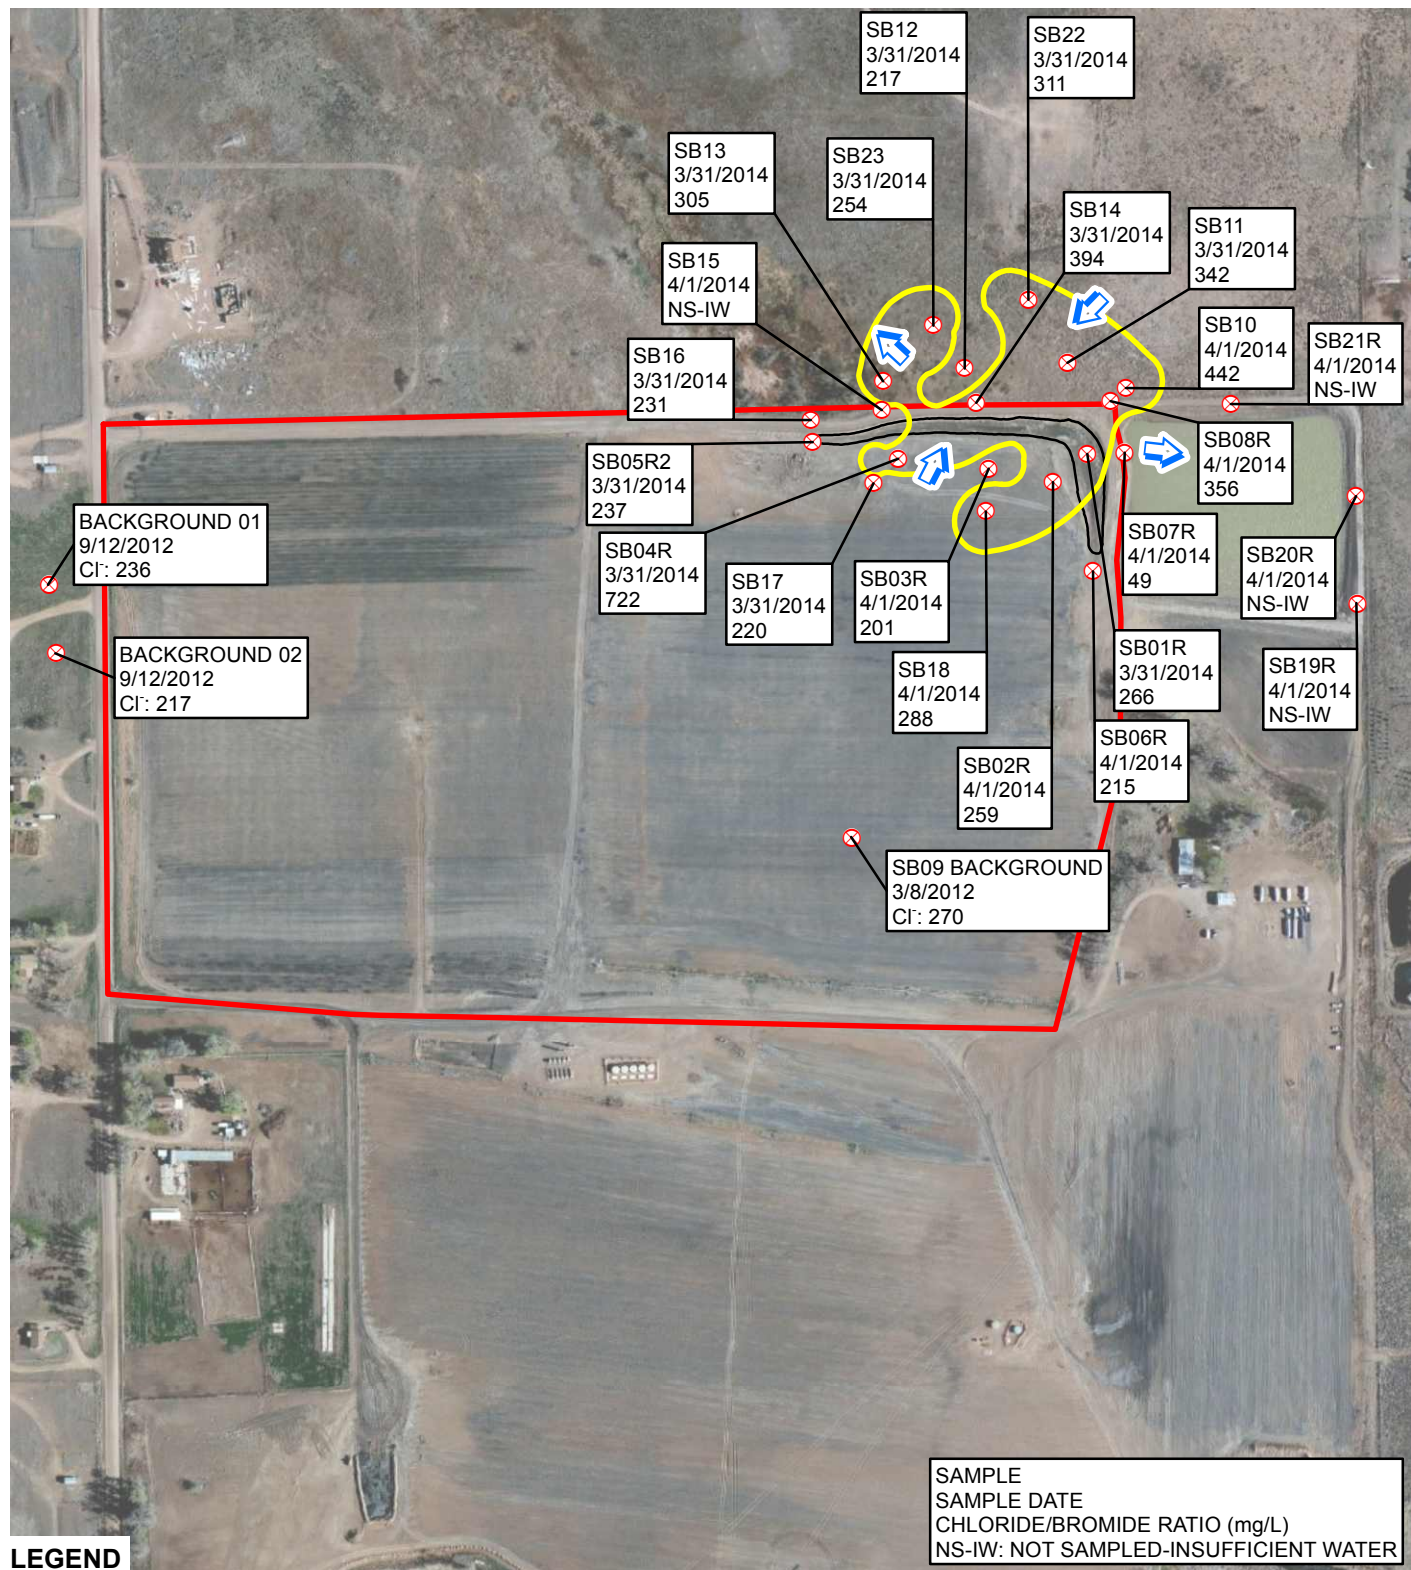 SB12
3/31/2014
217
SB22
3/31/2014
311
SB13
3/31/2014
305
SB23
3/31/2014
254
SB14
3/31/2014
394
SB11
3/31/2014
342
SB15
4/1/2014
NS-IW
SB10
4/1/2014
442
SB21R
4/1/2014
NS-IW
SB16
3/31/2014
231
SB05R2
3/31/2014
237
SB08R
4/1/2014
356
BACKGROUND 01
9/12/2012
Cl⁻: 236
SB04R
3/31/2014
722
SB17
3/31/2014
220
SB03R
4/1/2014
201
SB07R
4/1/2014
49
SB20R
4/1/2014
NS-IW
BACKGROUND 02
9/12/2012
Cl⁻: 217
SB18
4/1/2014
288
SB01R
3/31/2014
266
SB19R
4/1/2014
NS-IW
SB02R
4/1/2014
259
SB06R
4/1/2014
215
SB09 BACKGROUND
3/8/2012
Cl⁻: 270
SAMPLE
SAMPLE DATE
CHLORIDE/BROMIDE RATIO (mg/L)
NS-IW: NOT SAMPLED-INSUFFICIENT WATER
LEGEND